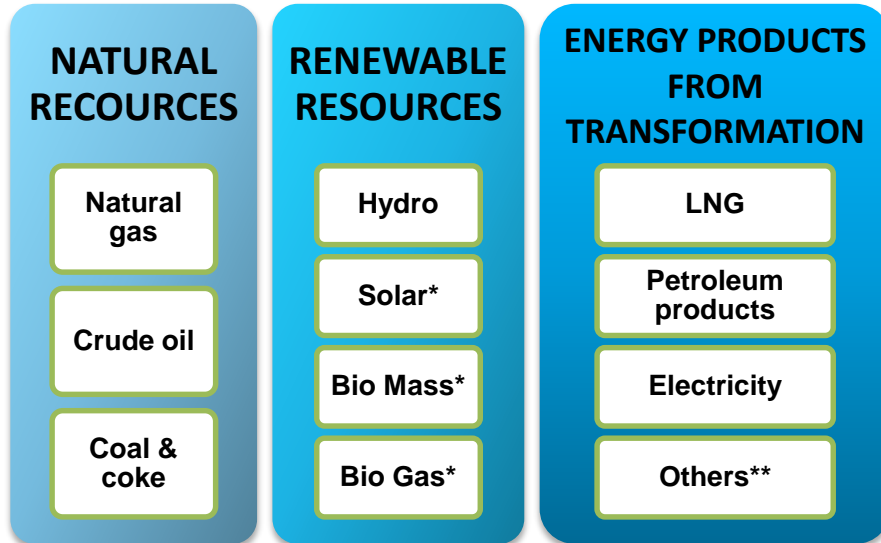 NATURAL
RECOURCES
Natural
gas
Crude oil
Coal &
coke
RENEWABLE
RESOURCES
Hydro
Solar*
Bio Mass*
Bio Gas*
ENERGY PRODUCTS
FROM
TRANSFORMATION
LNG
Petroleum
products
Electricity
Others**